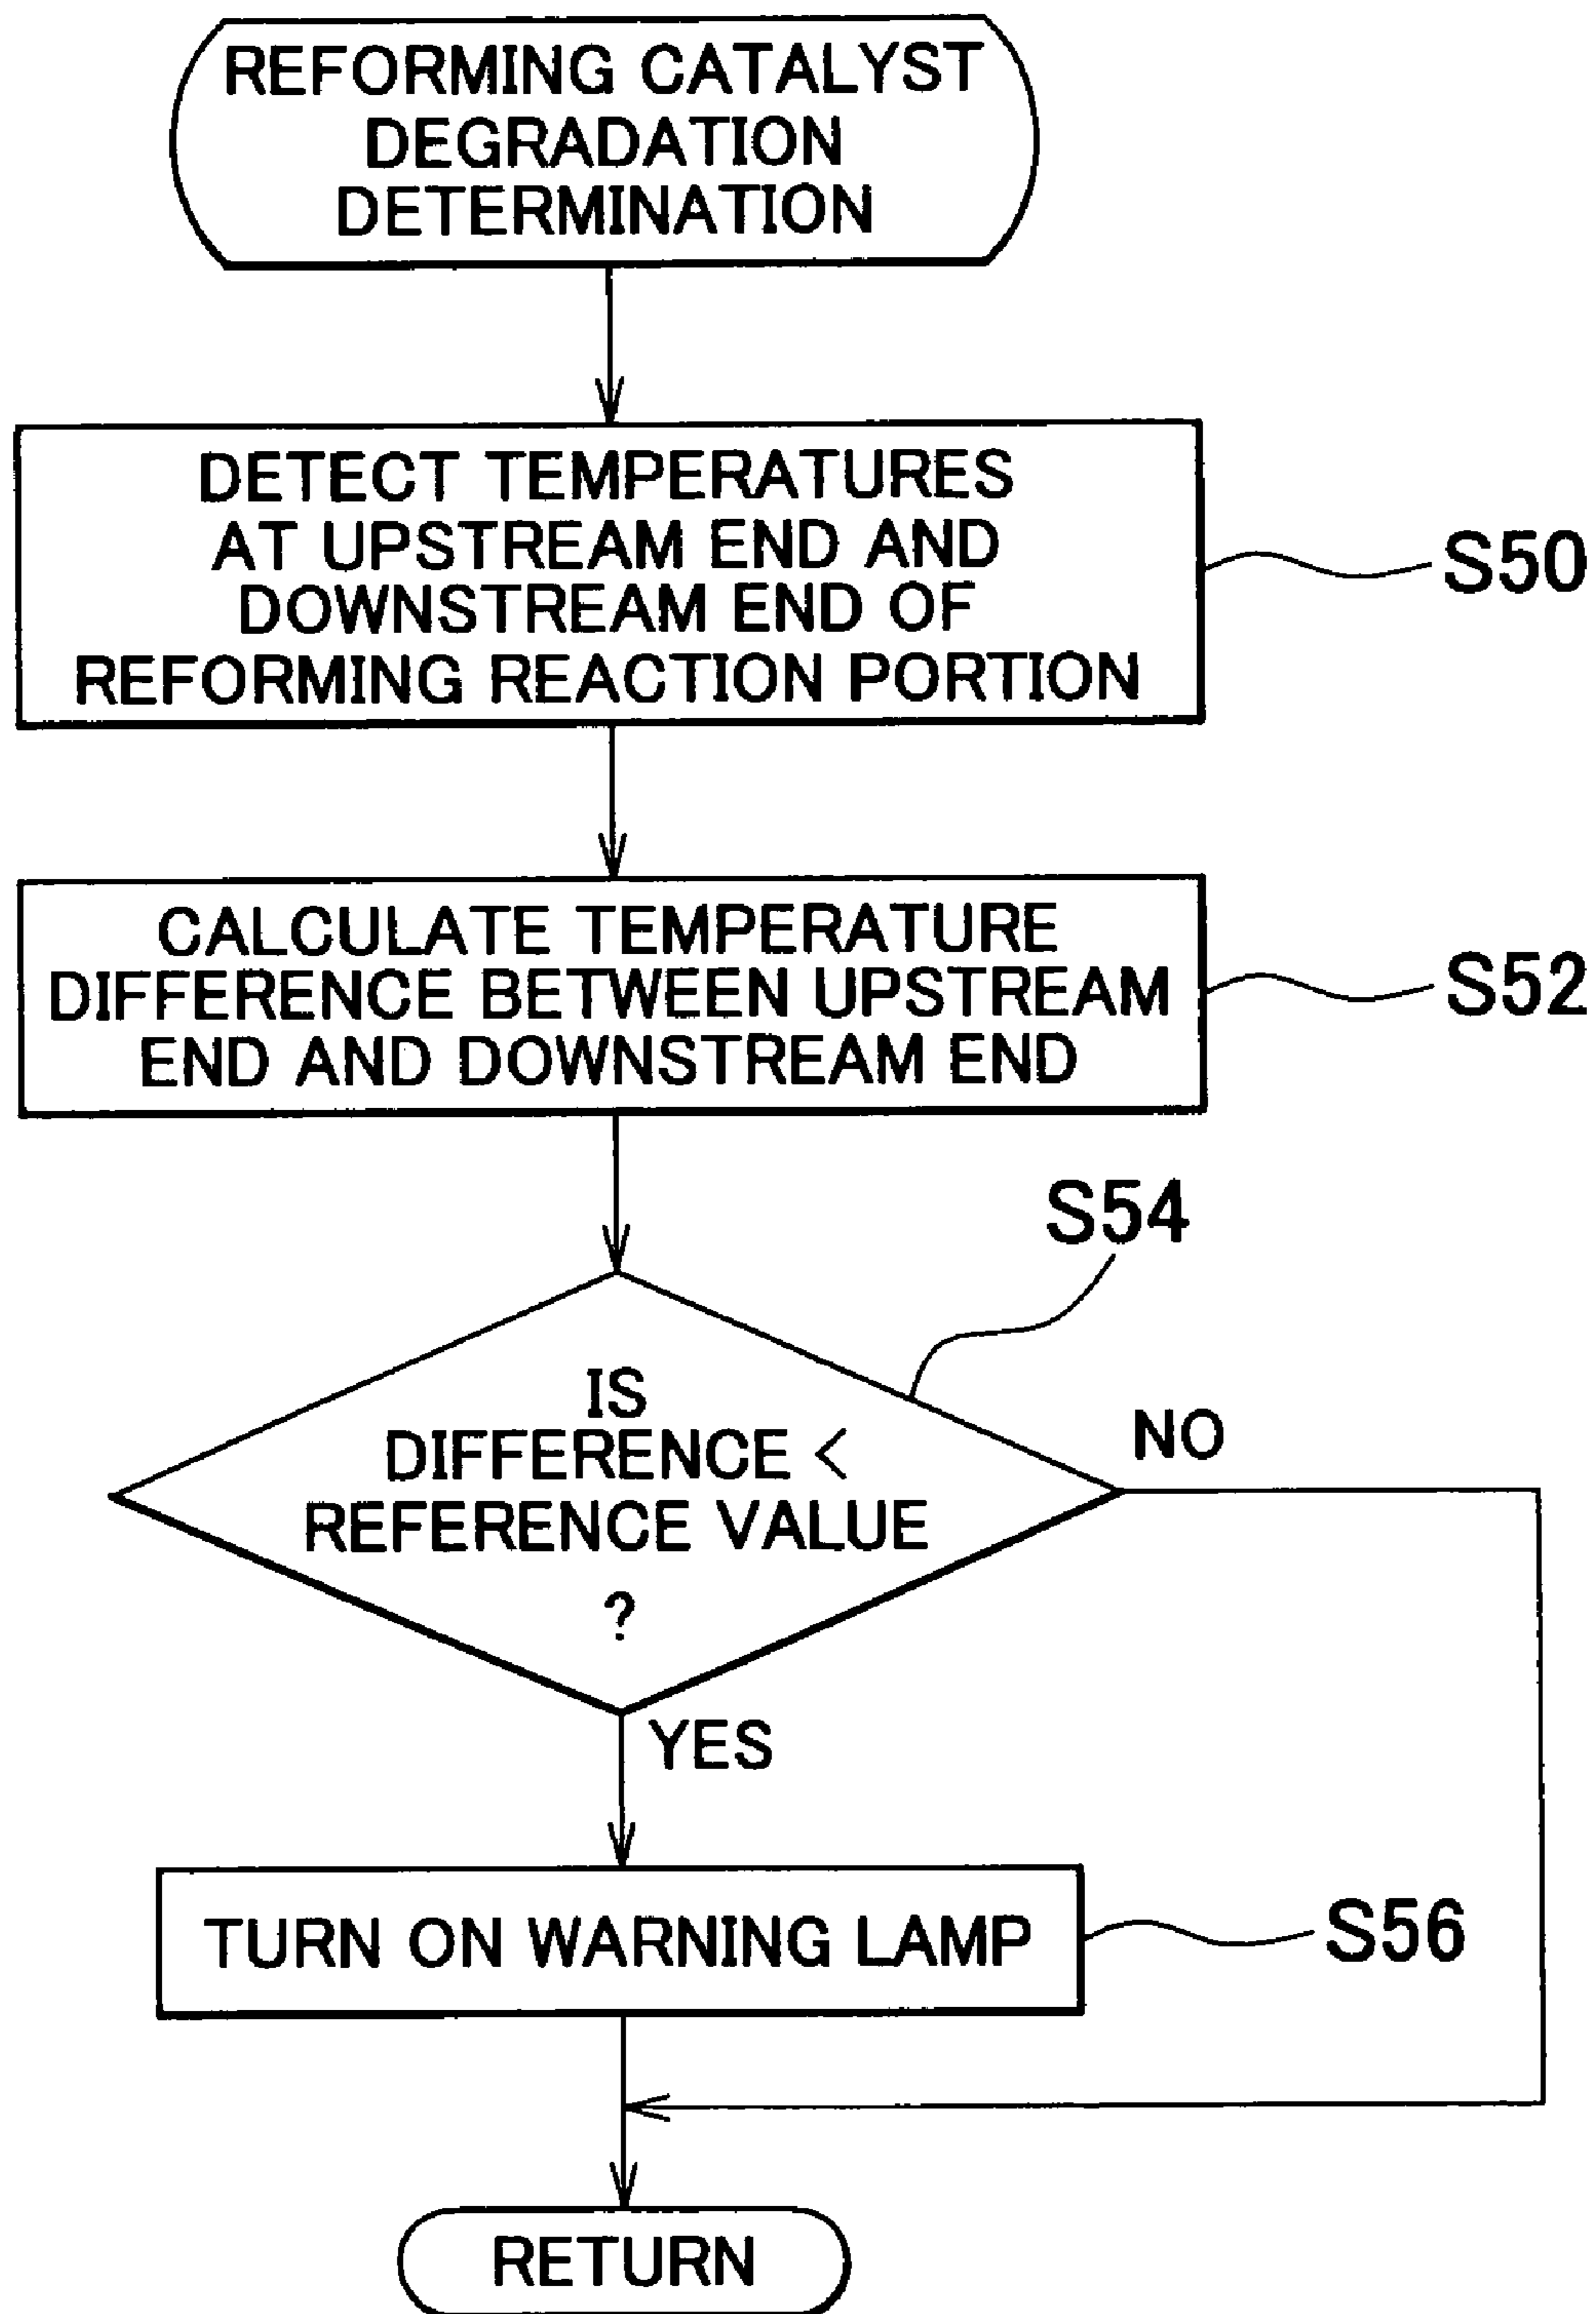 REFORMING CATALYST
DEGRADATION
DETERMINATION
DETECT TEMPERATURES
AT UPSTREAM END AND
DOWNSTREAM END OF
REFORMING REACTION PORTION
S50
CALCULATE TEMPERATURE
DIFFERENCE BETWEEN UPSTREAM
END AND DOWNSTREAM END
S52
S54
IS
DIFFERENCE <
REFERENCE VALUE
?
NO
YES
TURN ON WARNING LAMP
S56
RETURN